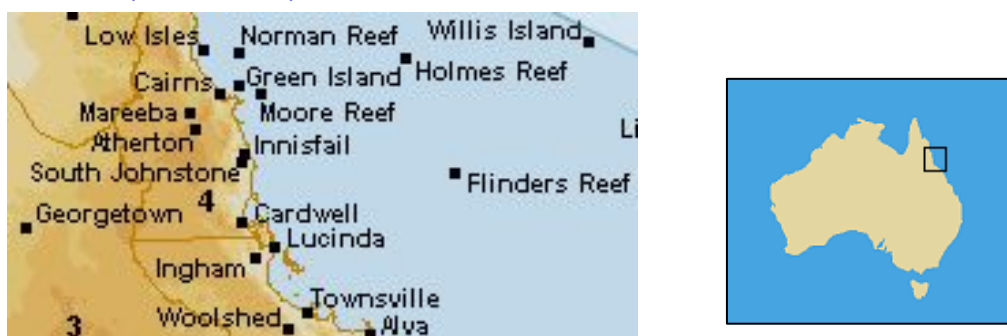 Low Isles
Norman Reef
Willis Island
Cairns
Green Island
Holmes Reef
Mareeba
Moore Reef
Atherton
Innisfail
Li
South Johnstone
Flinders Reef
Georgetown
4
Cardwell
Lucinda
Ingham
Townsville
3
Woolshed
Alva